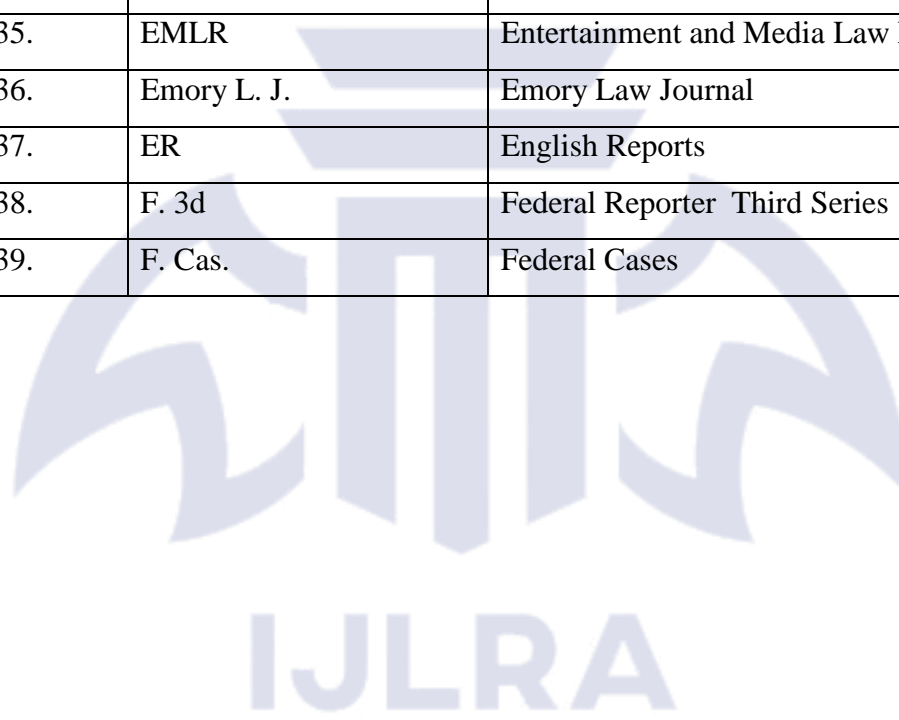 35. EMLR Entertainment and Media Law
36. Emory L. J. Emory Law Journal
37. ER English Reports
38. F. 3d Federal Reporter Third Series
39. F. Cas. Federal Cases
IJLRA